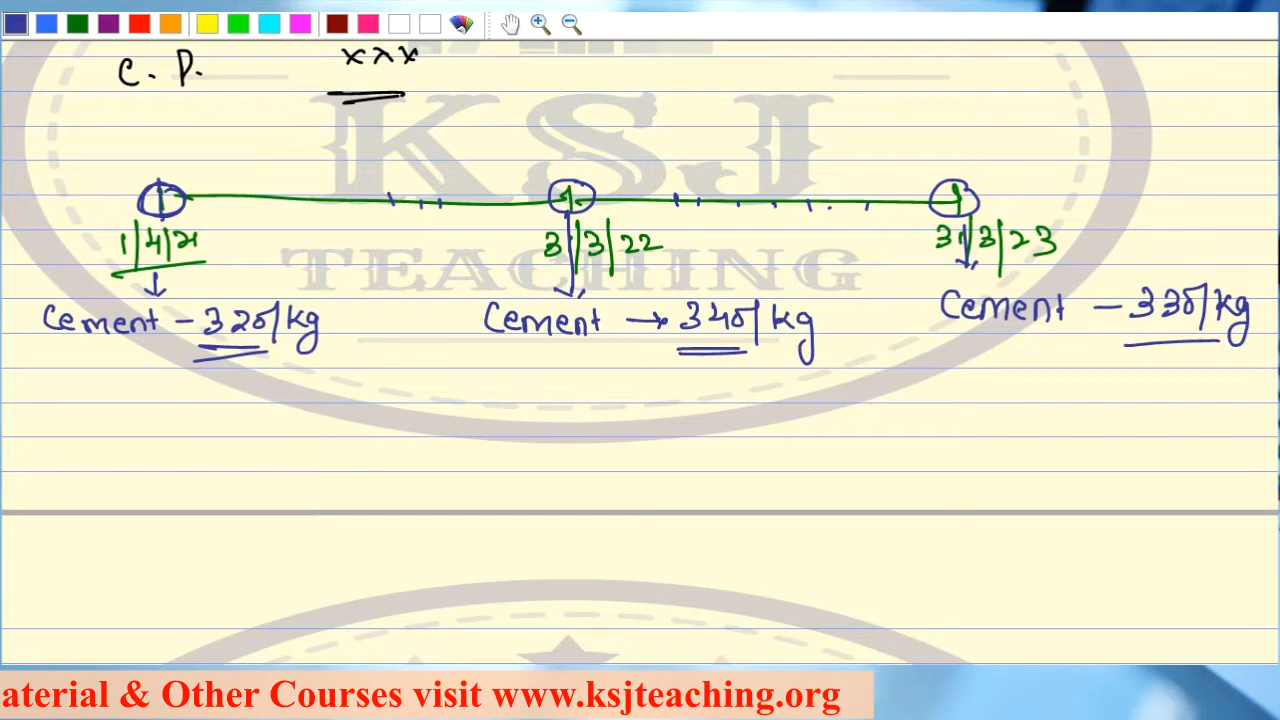 C. P. xxx
KSJ
TEACHING
1/4/21 3/3/22 31/3/23
Cement - 320/kg Cement → 340/kg Cement - 330/kg
aterial & Other Courses visit www.ksjteaching.org